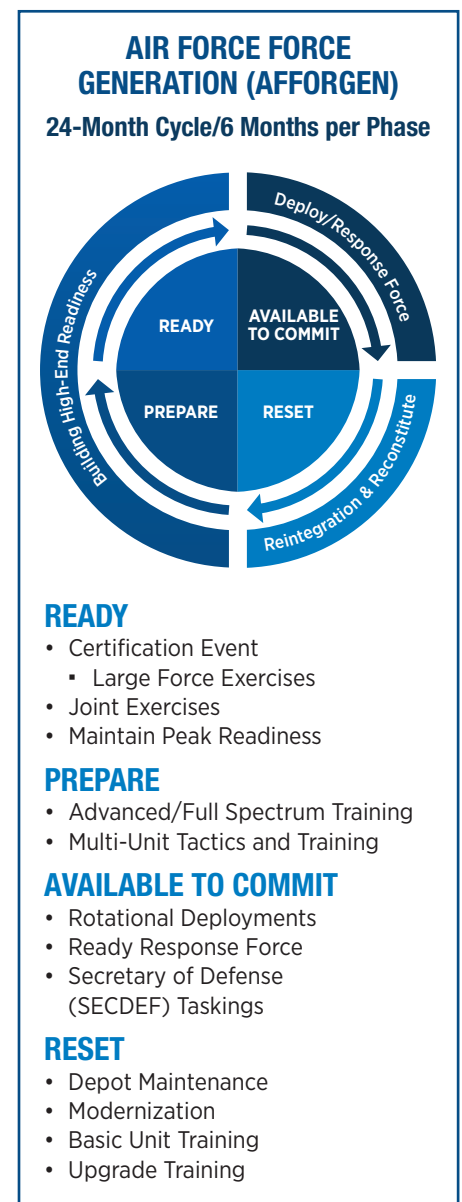 AIR FORCE FORCE
GENERATION (AFFORGEN)
24-Month Cycle/6 Months per Phase
Deploy/Response Force
Building High-End Readiness
READY
AVAILABLE
TO COMMIT
PREPARE
RESET
Reintegration & Reconstitute
READY
• Certification Event
▪ Large Force Exercises
• Joint Exercises
• Maintain Peak Readiness
PREPARE
• Advanced/Full Spectrum Training
• Multi-Unit Tactics and Training
AVAILABLE TO COMMIT
• Rotational Deployments
• Ready Response Force
• Secretary of Defense
(SECDEF) Taskings
RESET
• Depot Maintenance
• Modernization
• Basic Unit Training
• Upgrade Training